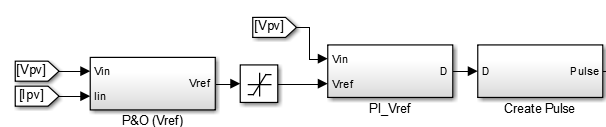 [Vpv]
[Vpv]
[Ipv]
Vin
Iin
Vref
P&O (Vref)
Vin
Vref
D
PI_Vref
D
Pulse
Create Pulse